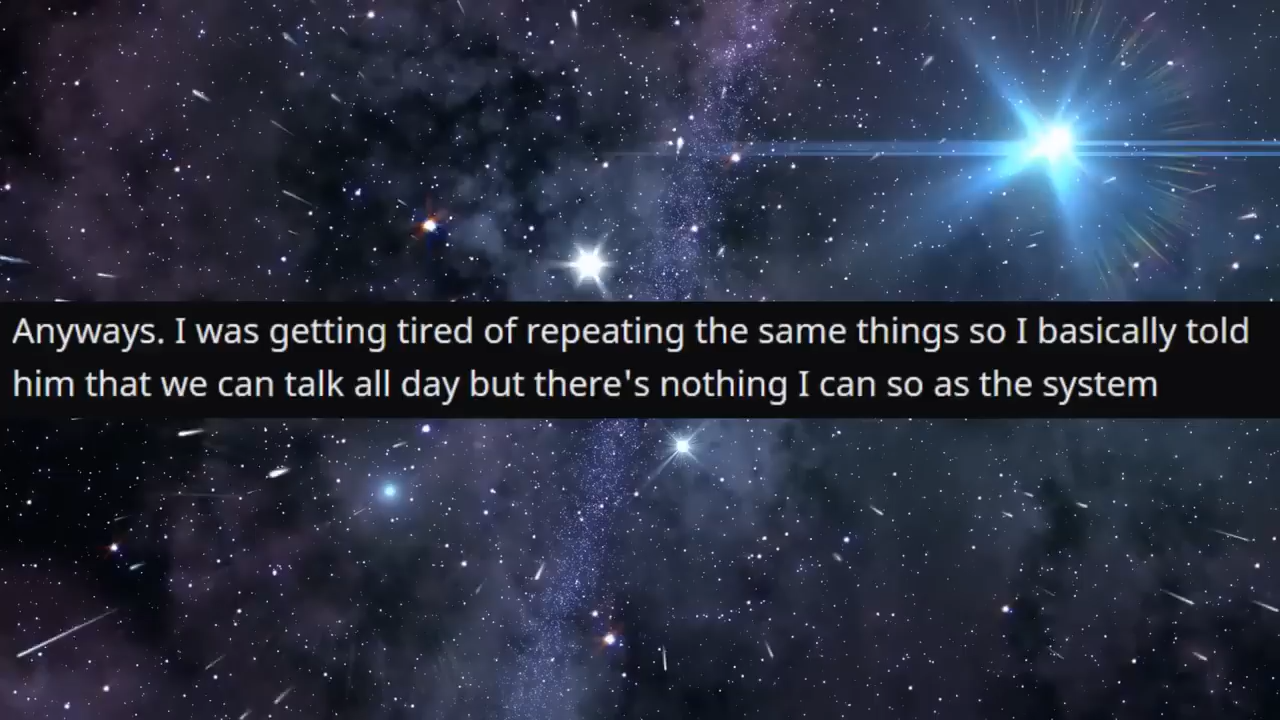 Anyways. I was getting tired of repeating the same things so I basically told
him that we can talk all day but there's nothing I can so as the system